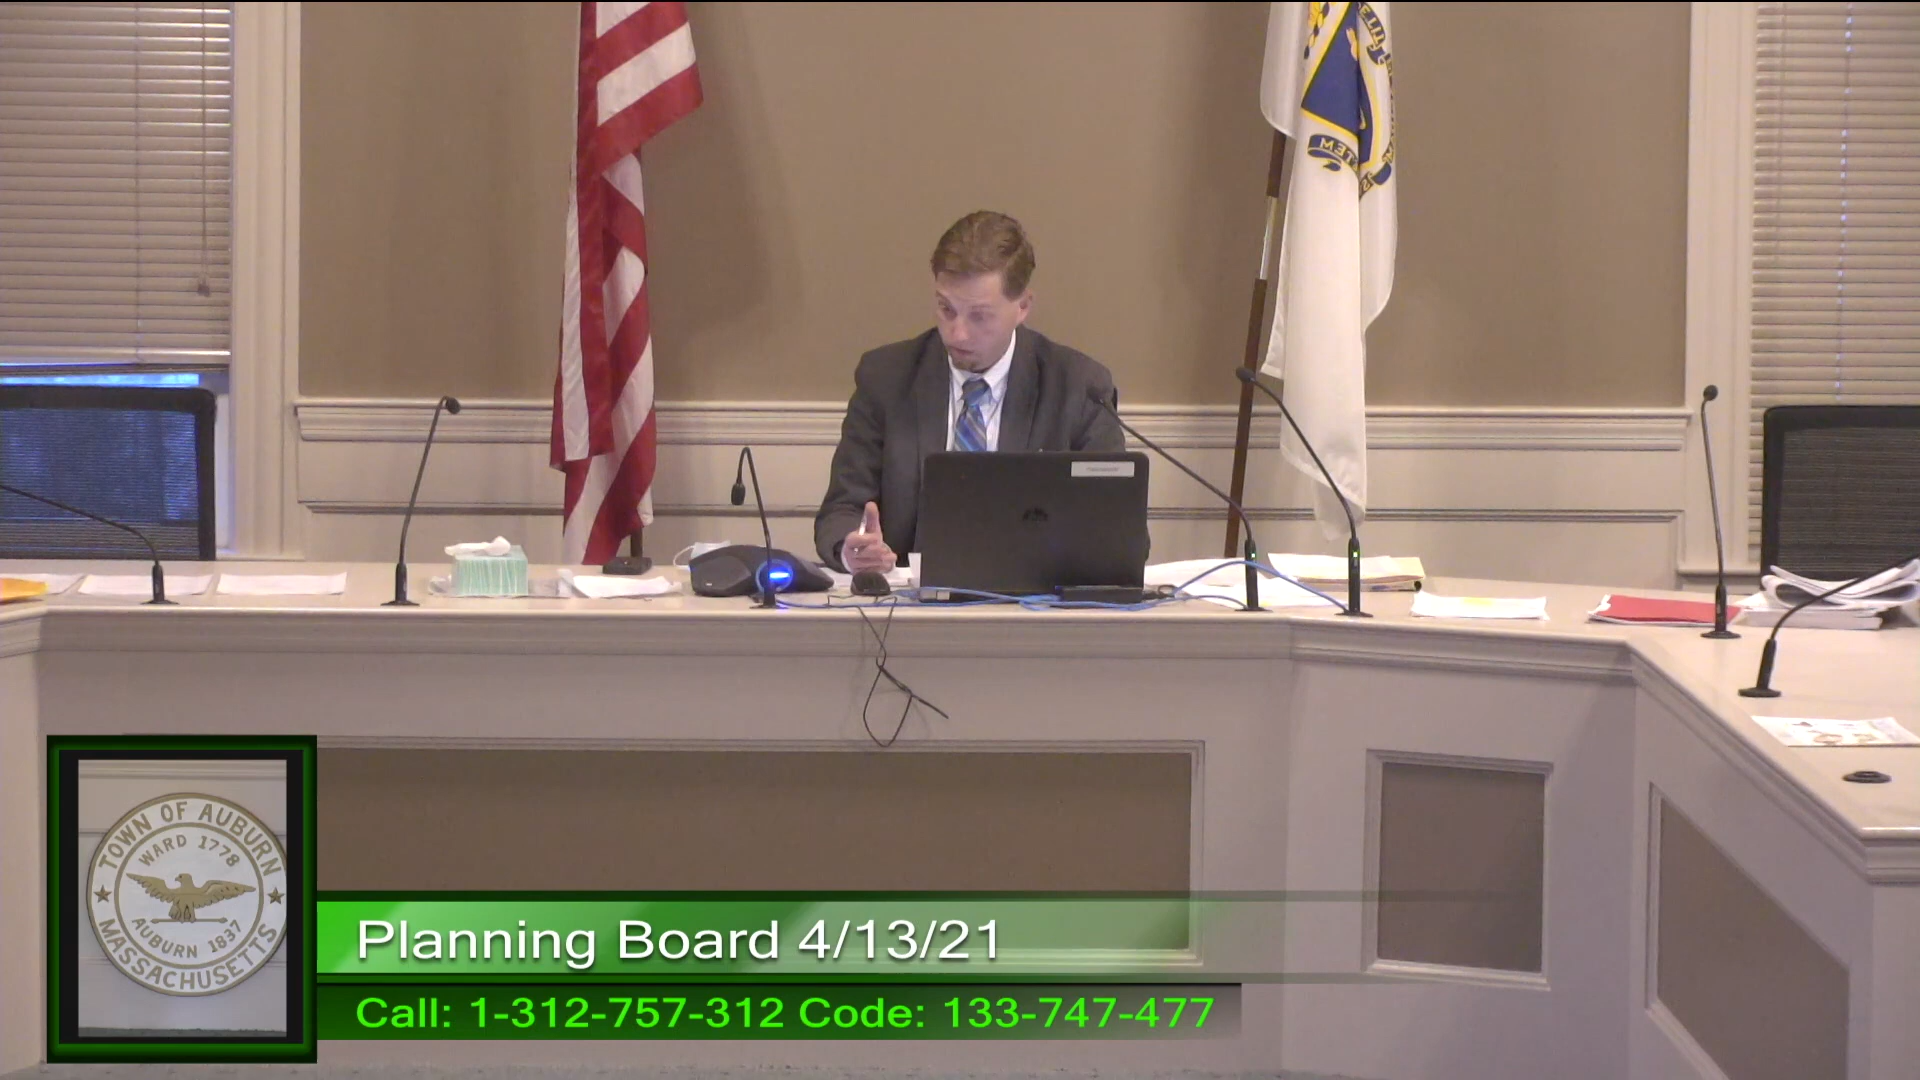 TOWN OF AUBURN
WARD 1778
AUBURN 1837
MASSACHUSETTS
Planning Board 4/13/21
Call: 1-312-757-312 Code: 133-747-477